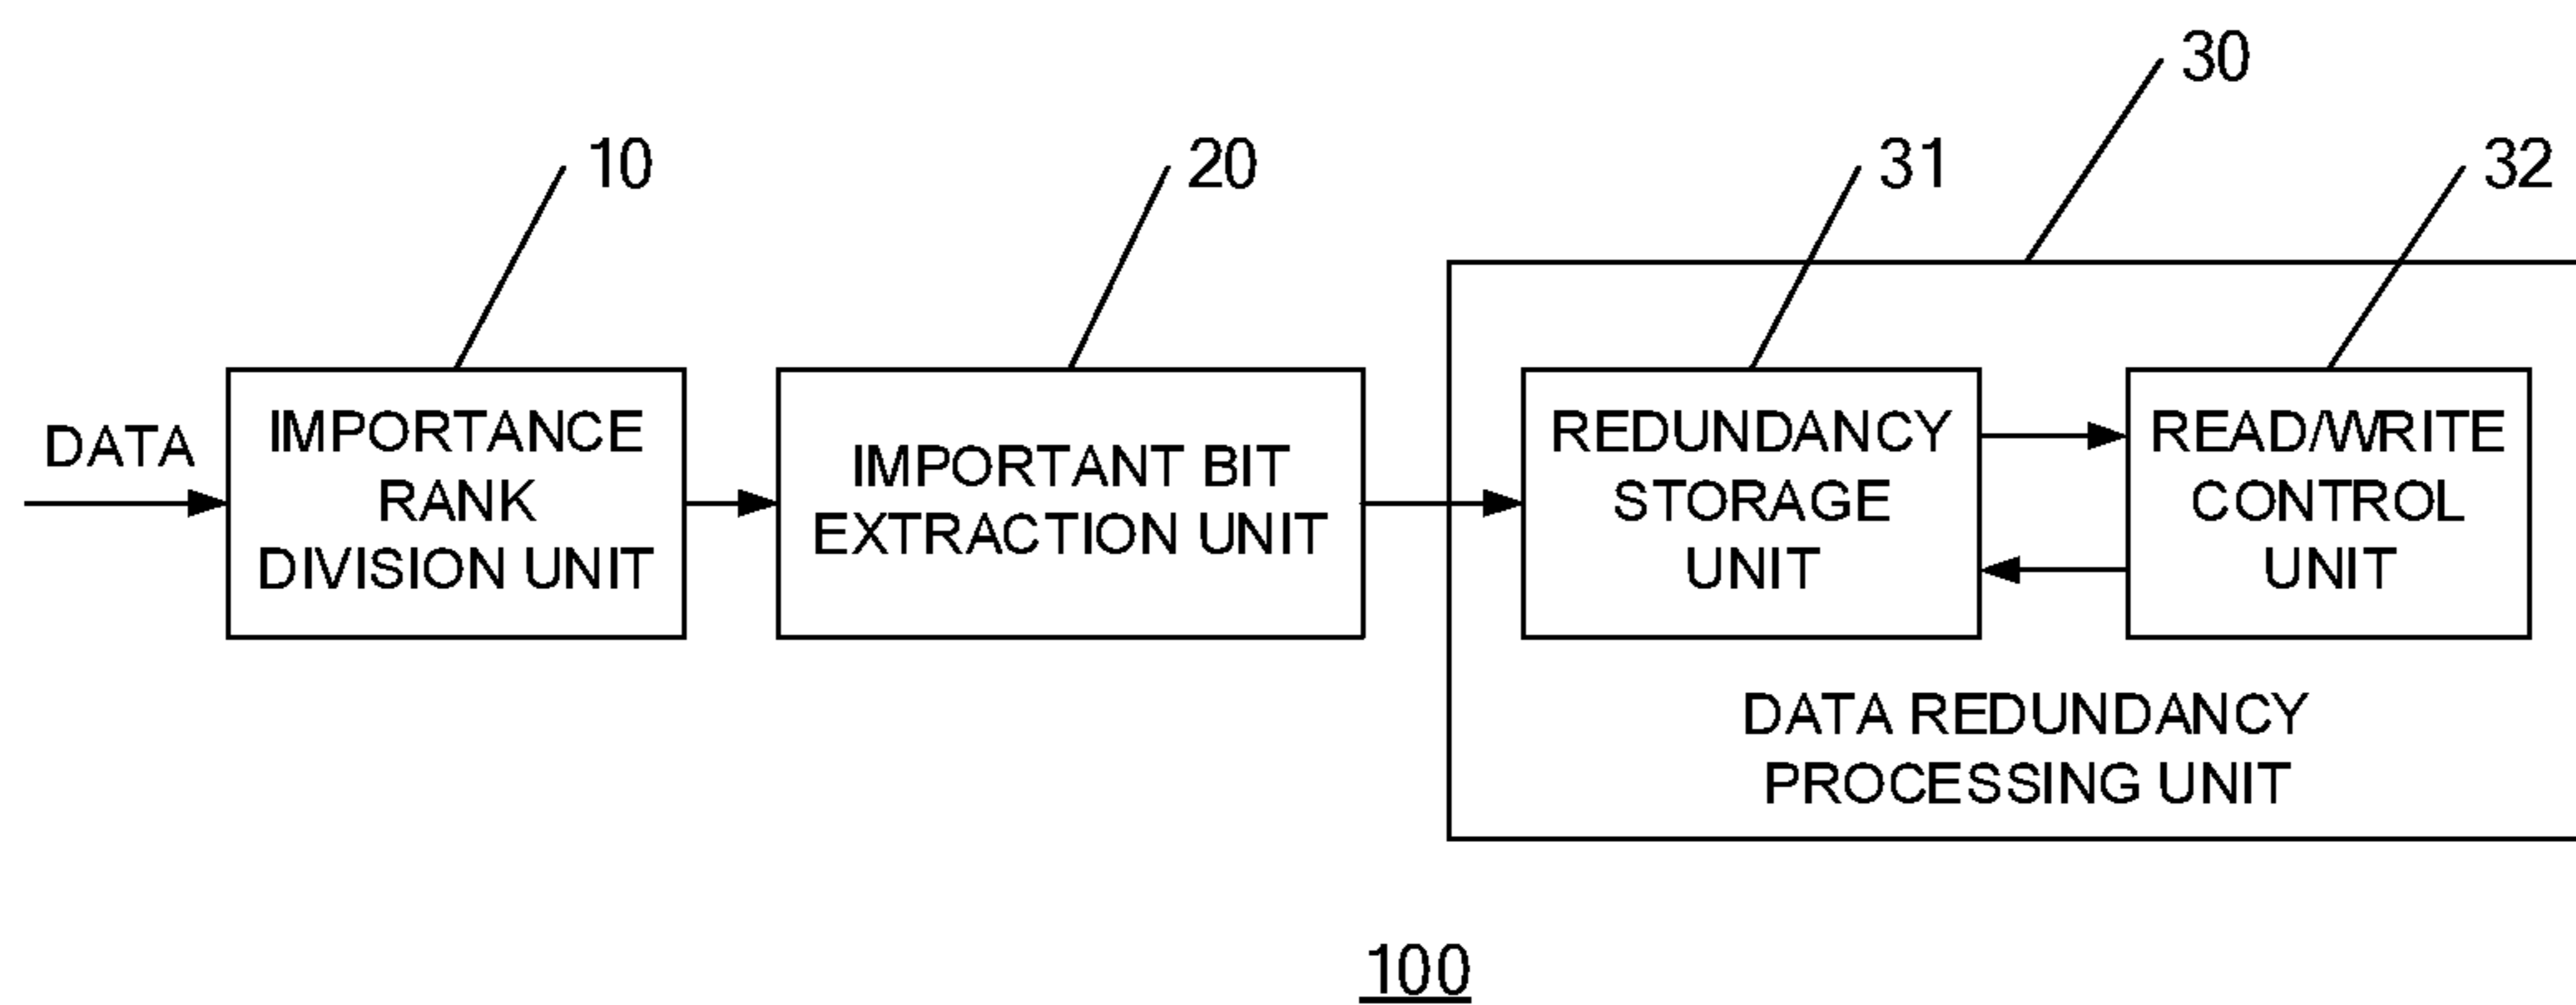 30
10
20
31
32
DATA
IMPORTANCE
RANK
DIVISION UNIT
IMPORTANT BIT
EXTRACTION UNIT
REDUNDANCY
STORAGE
UNIT
READ/WRITE
CONTROL
UNIT
DATA REDUNDANCY
PROCESSING UNIT
100